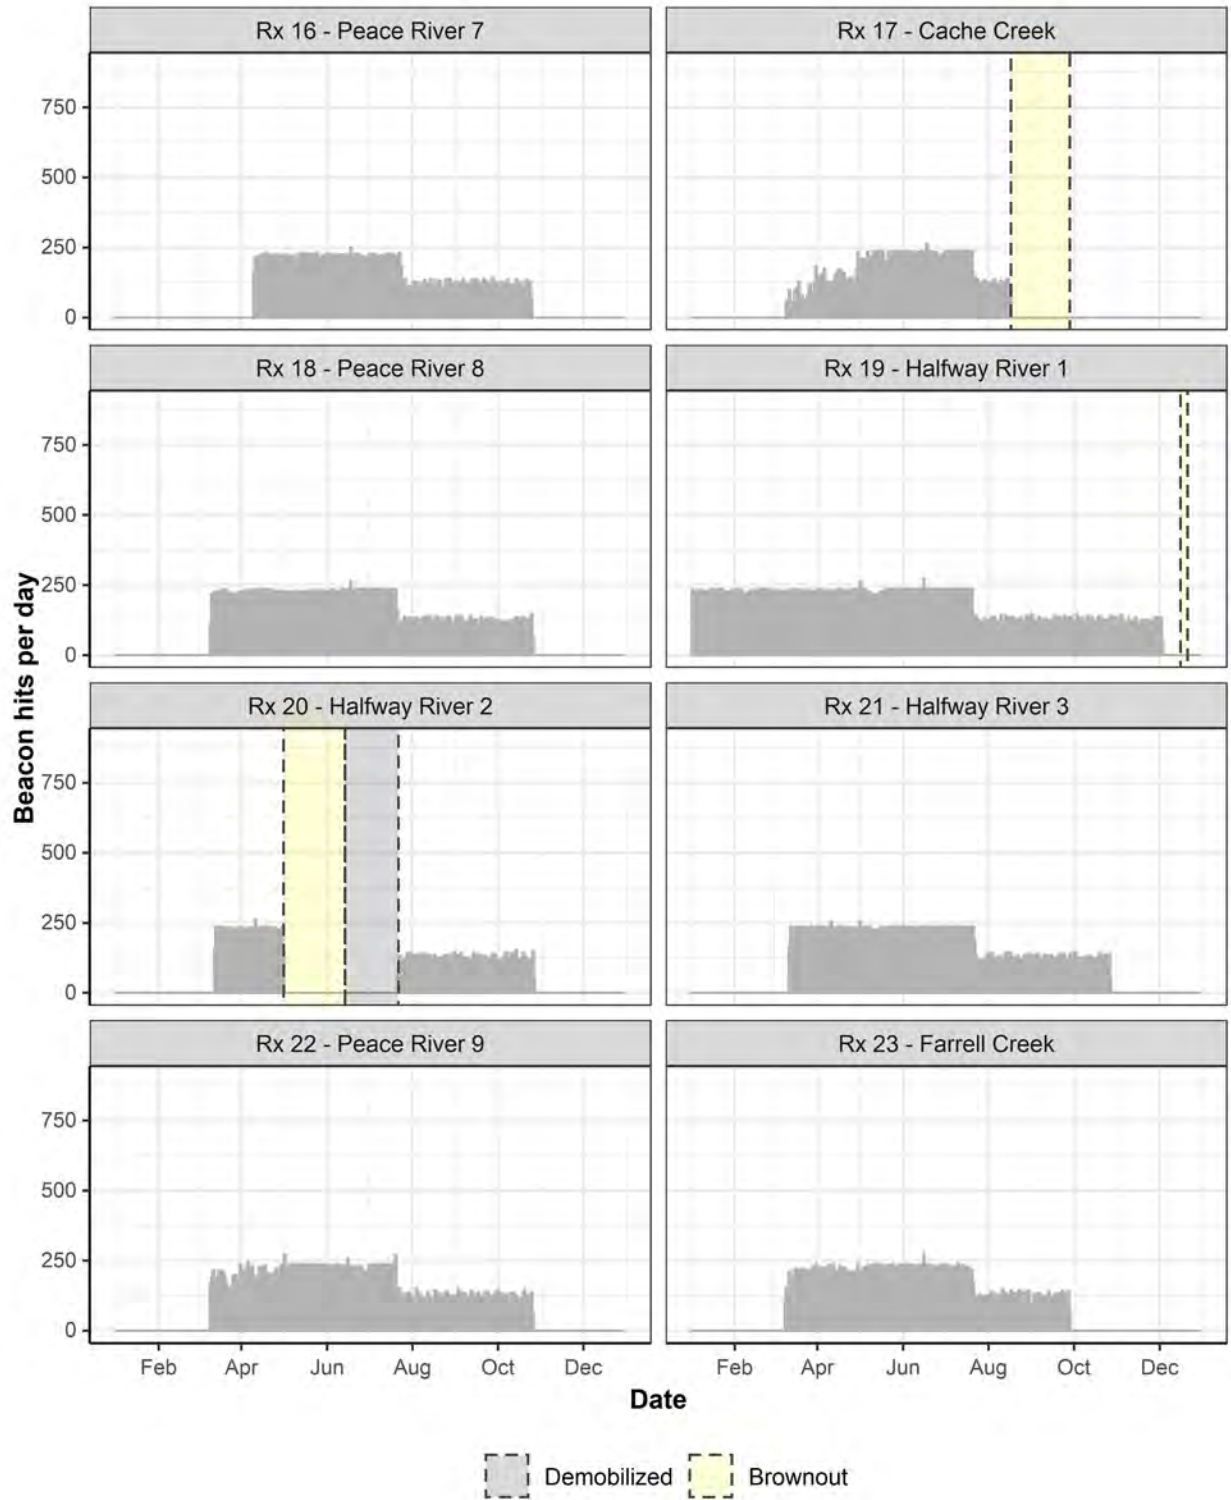 Rx 16 - Peace River 7
Rx 17 - Cache Creek
750
500
250
0
Rx 18 - Peace River 8
Rx 19 - Halfway River 1
750
500
250
0
Rx 20 - Halfway River 2
Rx 21 - Halfway River 3
750
500
250
0
Rx 22 - Peace River 9
Rx 23 - Farrell Creek
750
500
250
0
Beacon hits per day
Feb Apr Jun Aug Oct Dec
Feb Apr Jun Aug Oct Dec
Date
Demobilized Brownout